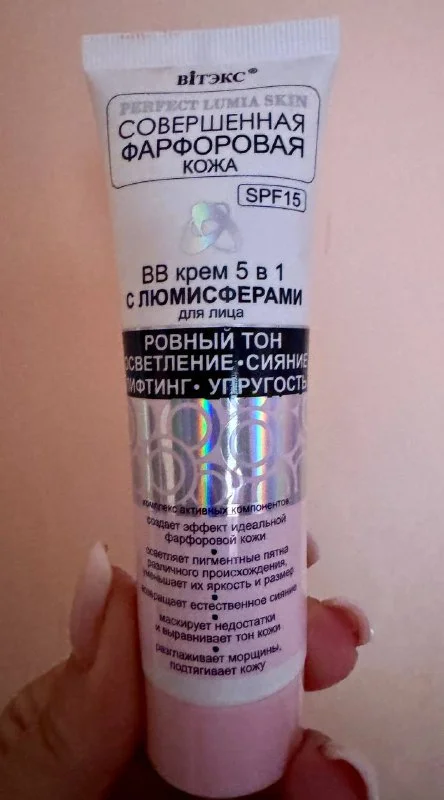 ВІТЭКС®
PERFECT LUMIA SKIN
СОВЕРШЕННАЯ
ФАРФОРОВАЯ
КОЖА
SPF15
ВВ крем 5 в 1
С ЛЮМИСФЕРАМИ
для лица
РОВНЫЙ ТОН
ОСВЕТЛЕНИЕ • СИЯНИЕ
ЛИФТИНГ • УПРУГОСТЬ
комплекс активных компонентов
создает эффект идеальной
фарфоровой кожи
•
осветляет пигментные пятна
различного происхождения,
уменьшает их яркость и размер
•
возвращает естественное сияние
•
маскирует недостатки
и выравнивает тон кожи
•
разглаживает морщины,
подтягивает кожу